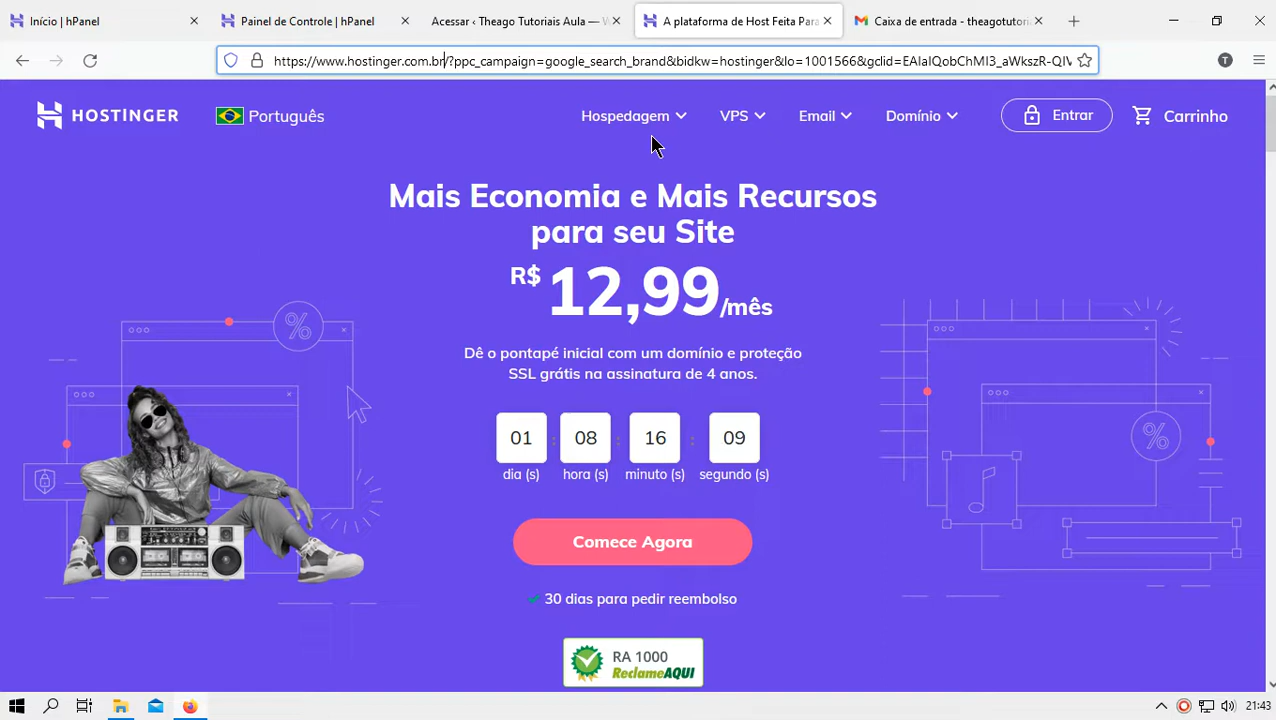 Início | hPanel
Painel de Controle | hPanel
Acessar ‹ Theago Tutoriais Aula —
A plataforma de Host Feita Para
Caixa de entrada - theagotutori
https://www.hostinger.com.br/?ppc_campaign=google_search_brand&bidkw=hostinger&lo=1001566&gclid=EAIaIQobChMI3_aWkszR-QIV
T
HOSTINGER
Português
Hospedagem
VPS
Email
Domínio
Entrar
Carrinho
Mais Economia e Mais Recursos
para seu Site
R$ 12,99/mês
Dê o pontapé inicial com um domínio e proteção
SSL grátis na assinatura de 4 anos.
01 : 08 : 16 : 09
dia (s) hora (s) minuto (s) segundo (s)
Comece Agora
30 dias para pedir reembolso
RA 1000
ReclameAQUI
21:43